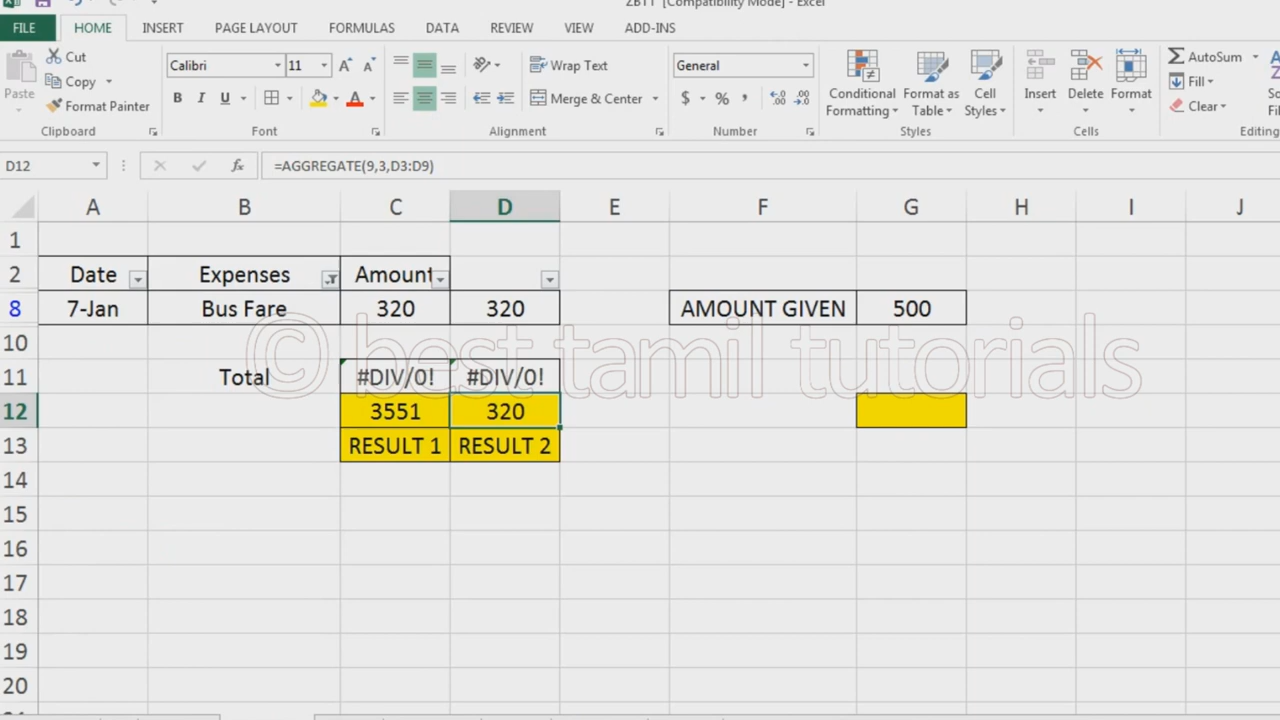 ZBTT [Compatibility Mode] - Excel
FILE HOME INSERT PAGE LAYOUT FORMULAS DATA REVIEW VIEW ADD-INS
Cut Calibri 11 Wrap Text General AutoSum
Paste Copy Conditional Format as Cell Insert Delete Format Fill
Format Painter B I U Merge & Center $ % , Formatting Table Styles Clear
Clipboard Font Alignment Number Styles Cells Editing
D12 fx =AGGREGATE(9,3,D3:D9)
A B C D E F G H I J
1
2 Date Expenses Amount
8 7-Jan Bus Fare 320 320 AMOUNT GIVEN 500
10
© best tamil tutorials
11 Total #DIV/0! #DIV/0!
12 3551 320
13 RESULT 1 RESULT 2
14
15
16
17
18
19
20